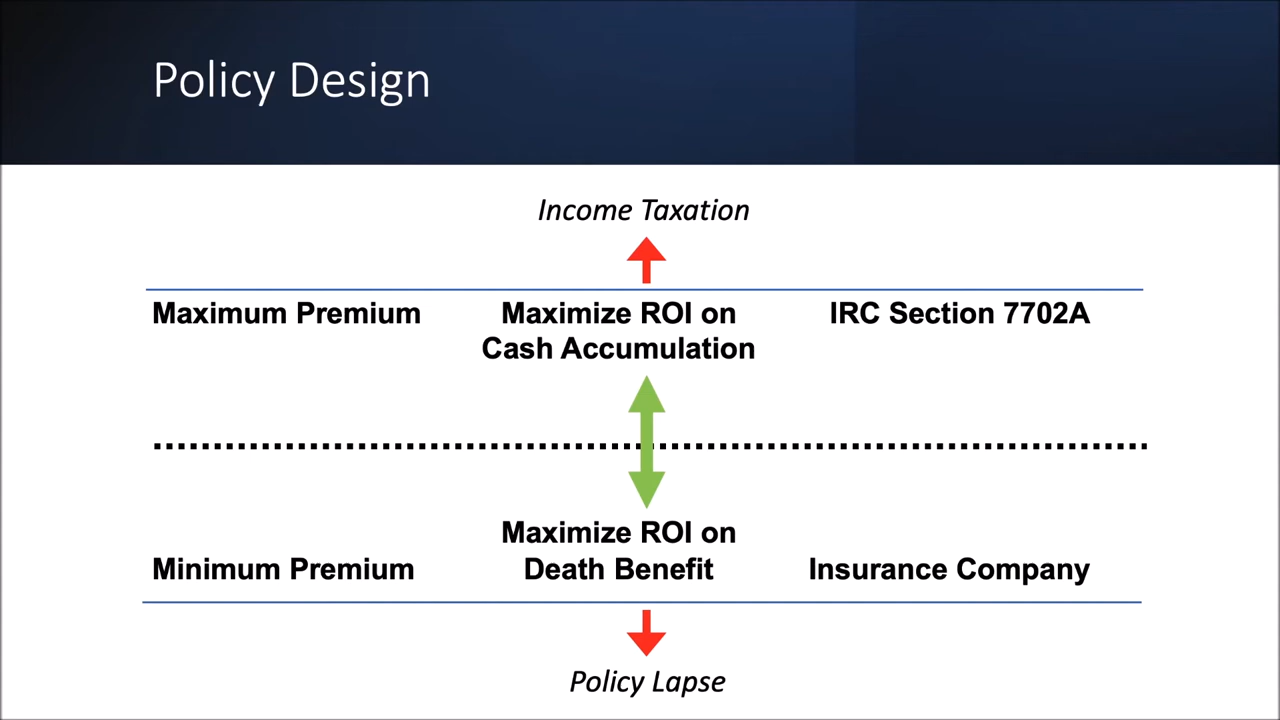 Policy Design
Income Taxation
Maximum Premium
Maximize ROI on
Cash Accumulation
IRC Section 7702A
Minimum Premium
Maximize ROI on
Death Benefit
Insurance Company
Policy Lapse